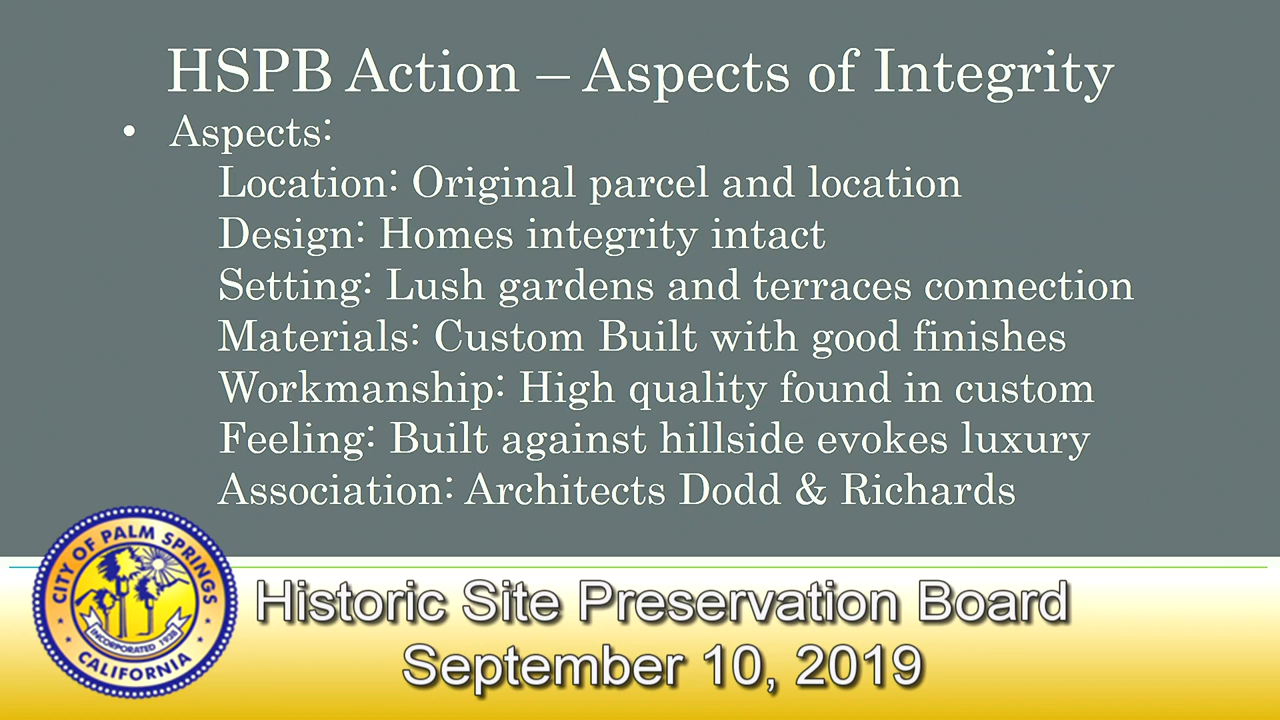 HSPB Action – Aspects of Integrity
• Aspects:
Location: Original parcel and location
Design: Homes integrity intact
Setting: Lush gardens and terraces connection
Materials: Custom Built with good finishes
Workmanship: High quality found in custom
Feeling: Built against hillside evokes luxury
Association: Architects Dodd & Richards
CITY OF PALM SPRINGS
INCORPORATED 1938
CALIFORNIA
Historic Site Preservation Board
September 10, 2019